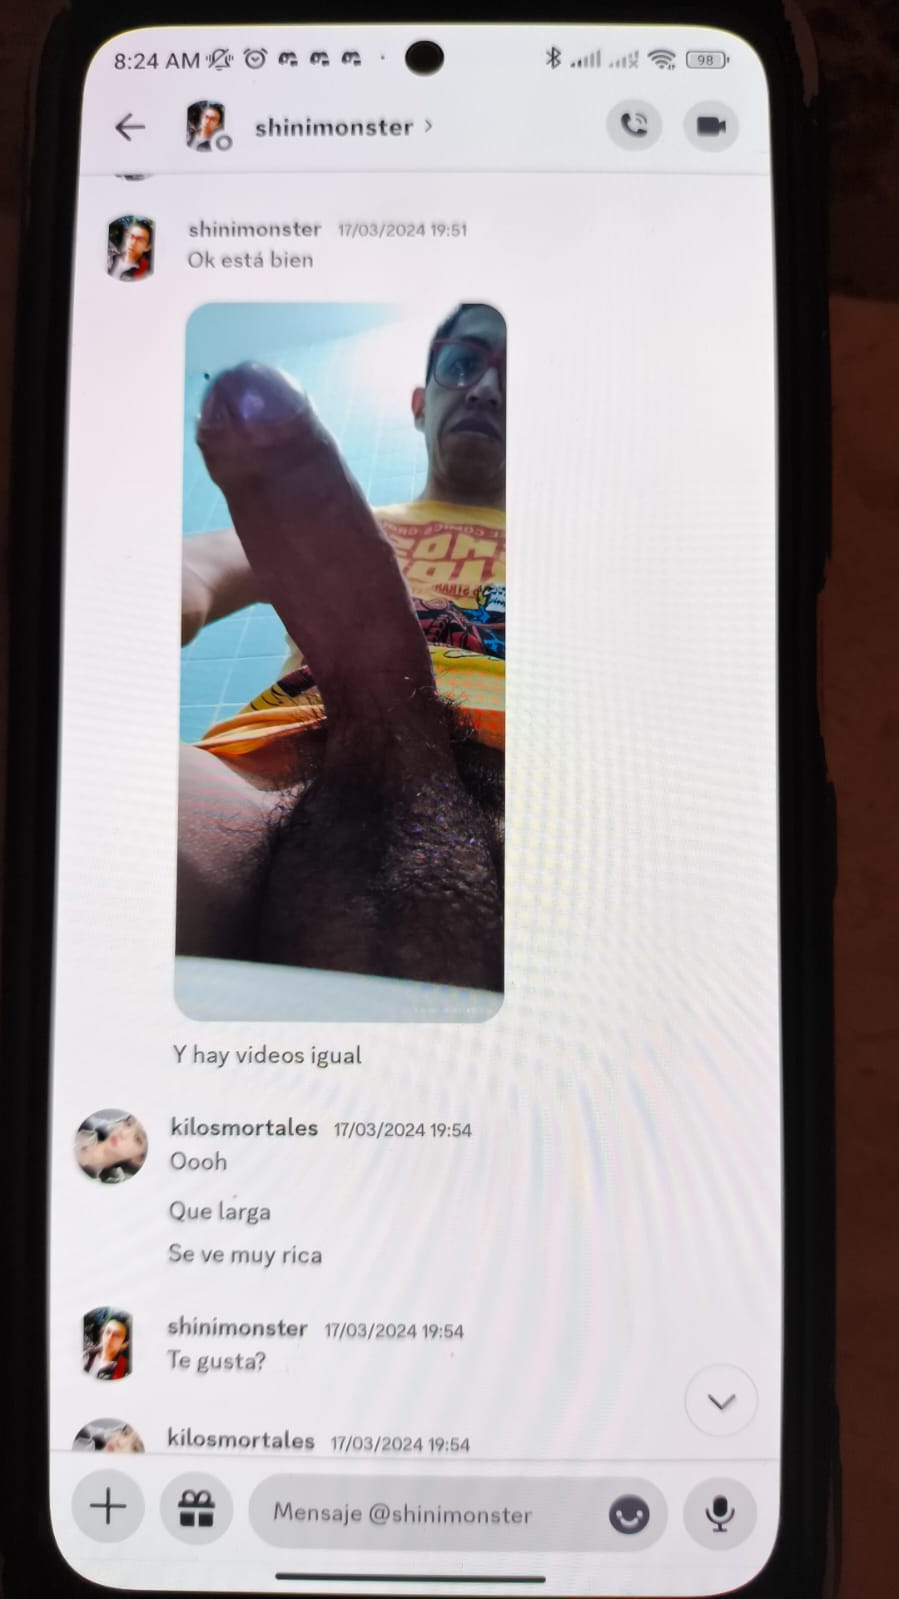 8:24 AM
98
shinimonster
shinimonster 17/03/2024 19:51
Ok está bien
Y hay vídeos igual
kilosmortales 17/03/2024 19:54
Oooh
Que larga
Se ve muy rica
shinimonster 17/03/2024 19:54
Te gusta?
kilosmortales 17/03/2024 19:54
Mensaje @shinimonster